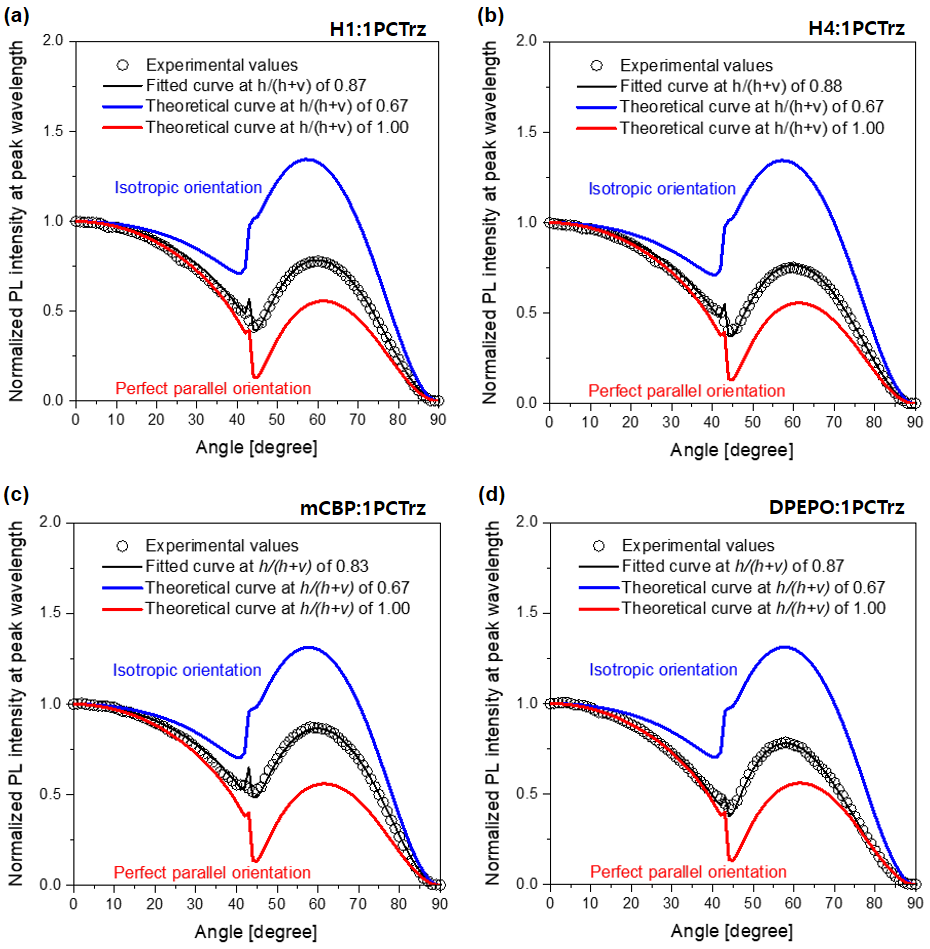 (a)
H1:1PCTrz
Normalized PL intensity at peak wavelength
2.0
1.5
1.0
0.5
0.0
Experimental values
Fitted curve at h/(h+v) of 0.87
Theoretical curve at h/(h+v) of 0.67
Theoretical curve at h/(h+v) of 1.00
Isotropic orientation
Perfect parallel orientation
0 10 20 30 40 50 60 70 80 90
Angle [degree]
(b)
H4:1PCTrz
Normalized PL intensity at peak wavelength
2.0
1.5
1.0
0.5
0.0
Experimental values
Fitted curve at h/(h+v) of 0.88
Theoretical curve at h/(h+v) of 0.67
Theoretical curve at h/(h+v) of 1.00
Isotropic orientation
Perfect parallel orientation
0 10 20 30 40 50 60 70 80 90
Angle [degree]
(c)
mCBP:1PCTrz
Normalized PL intensity at peak wavelength
2.0
1.5
1.0
0.5
0.0
Experimental values
Fitted curve at h/(h+v) of 0.83
Theoretical curve at h/(h+v) of 0.67
Theoretical curve at h/(h+v) of 1.00
Isotropic orientation
Perfect parallel orientation
0 10 20 30 40 50 60 70 80 90
Angle [degree]
(d)
DPEPO:1PCTrz
Normalized PL intensity at peak wavelength
2.0
1.5
1.0
0.5
0.0
Experimental values
Fitted curve at h/(h+v) of 0.87
Theoretical curve at h/(h+v) of 0.67
Theoretical curve at h/(h+v) of 1.00
Isotropic orientation
Perfect parallel orientation
0 10 20 30 40 50 60 70 80 90
Angle [degree]